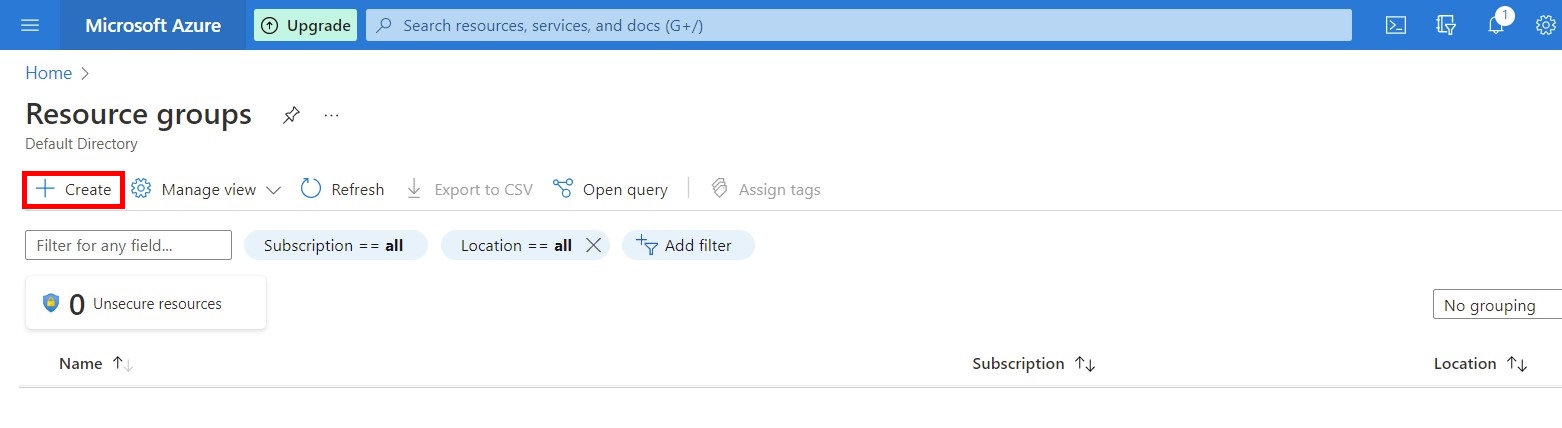 Microsoft Azure Upgrade Search resources, services, and docs (G+/) 1
Home
Resource groups ...
Default Directory
Create Manage view Refresh Export to CSV Open query Assign tags
Filter for any field... Subscription == all Location == all Add filter
0 Unsecure resources No grouping
Name Subscription Location